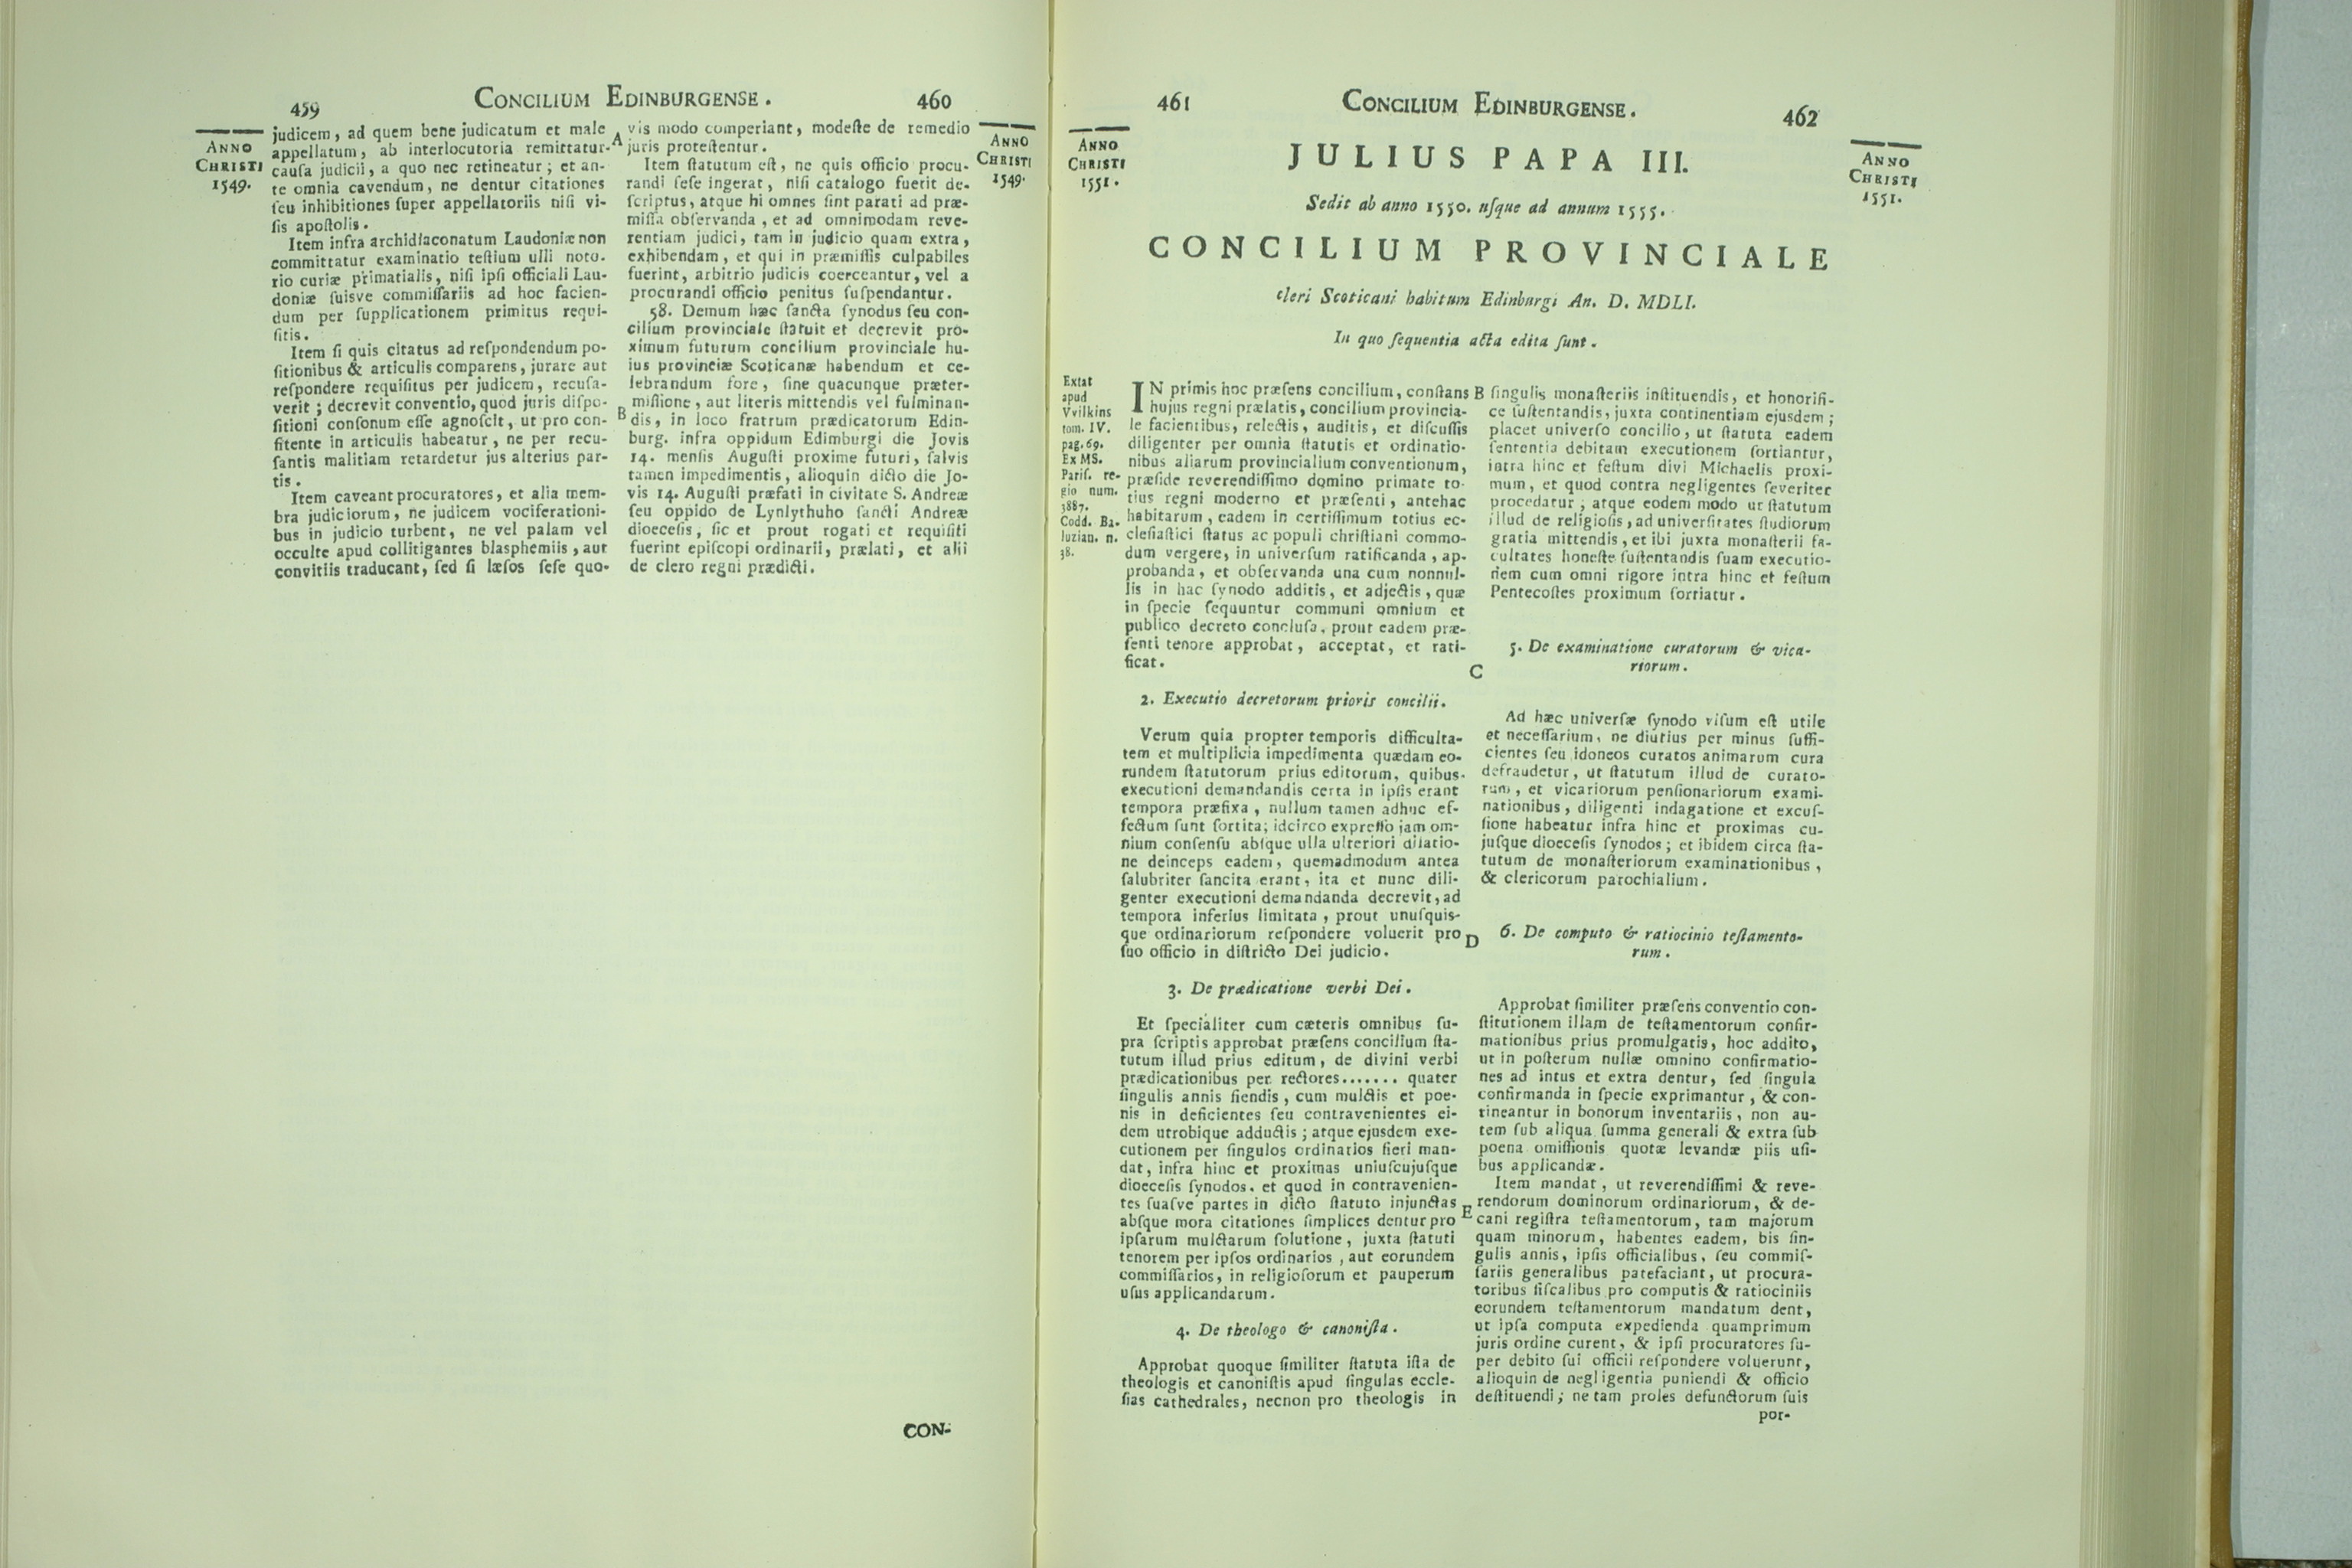 459
CONCILIUM EDINBURGENSE.
460
ANNO
CHRISTI
1549.
judicem, ad quem bene judicatum et male
appellatum, ab interlocutoria remittatur
cauſa judicii, a quo nec retineatur; et an-
te omnia cavendum, ne dentur citationes
ſeu inhibitiones ſuper appellatoriis niſi vi-
ſis apoſtolis.
Item infra archidiaconatum Laudoniæ non
committatur examinatio teſtium ulli noto.
rio curiæ primatialis, niſi ipſi officiali Lau-
doniæ ſuisve commiſſariis ad hoc facien-
dum per ſupplicationem primitus requi-
ſitis.
Item ſi quis citatus ad reſpondendum po-
ſitionibus & articulis comparens, jurare aut
reſpondere requiſitus per judicem, recuſa-
verit; decrevit conventio, quod juris diſpo-
ſitioni conſonum eſſe agnoſcit, ut pro con-
fitente in articulis habeatur, ne per recu-
ſantis malitiam retardetur jus alterius par-
tis.
Item caveant procuratores, et alia mem-
bra judiciorum, ne judicem vociferationi-
bus in judicio turbent, ne vel palam vel
occulte apud collitigantes blasphemiis, aut
convitiis traducant, ſed ſi læſos ſeſe quo-
A
B
vis modo comperiant, modeſte de remedio
juris proteſtentur.
Item ſtatutum eſt, ne quis officio procu-
randi ſeſe ingerat, niſi catalogo fuerit de-
ſcriptus, atque hi omnes ſint parati ad præ-
miſſa obſervanda, et ad omnimodam reve-
rentiam judici, tam in judicio quam extra,
exhibendam, et qui in præmiſſis culpabiles
fuerint, arbitrio judicis coerceantur, vel a
procurandi officio penitus ſuſpendantur.
58. Demum hæc ſancta ſynodus ſeu con-
cilium provinciale ſtatuit et decrevit pro-
ximum futurum concilium provinciale hu-
ius provinciæ Scoticanæ habendum et ce-
lebrandum fore, ſine quacunque præter-
miſſione, aut literis mittendis vel fulminan-
dis, in loco fratrum prædicatorum Edin-
burg. infra oppidum Edimburgi die Jovis
14. menſis Auguſti proxime futuri, ſalvis
tamen impedimentis, alioquin dicto die Jo-
vis 14. Auguſti præfati in civitate S. Andreæ
ſeu oppido de Lynlythuho ſancti Andreæ
dioeceſis, ſic et prout rogati et requiſiti
fuerint epiſcopi ordinarii, prælati, et alii
de clero regni prædicti.
ANNO
CHRISTI
1549.
CON-
461
CONCILIUM EDINBURGENSE.
462
ANNO
CHRISTI
1551.
ANNO
CHRISTI
1551.
JULIUS PAPA III.
Sedit ab anno 1550. uſque ad annum 1555.
CONCILIUM PROVINCIALE
cleri Scoticani habitum Edinburgi An. D. MDLI.
In quo ſequentia acta edita ſunt.
Extat
apud
Vvilkins
tom. IV.
pag. 69.
Ex MS.
Pariſ. re-
gio num.
3887.
Codd. Ba-
luzian. n.
38.
IN primis hoc præſens concilium, conſtans
hujus regni prælatis, concilium provincia-
le facientibus, relectis, auditis, et diſcuſſis
diligenter per omnia ſtatutis et ordinatio-
nibus aliarum provincialium conventionum,
præſide reverendiſſimo domino primate to-
tius regni moderno et præſenti, antehac
habitarum, eadem in certiſſimum totius ec-
cleſiaſtici ſtatus ac populi chriſtiani commo-
dum vergere, in univerſum ratificanda, ap-
probanda, et obſervanda una cum nonnul-
lis in hac ſynodo additis, et adjectis, quæ
in ſpecie ſequuntur communi omnium et
publico decreto concluſa, prout eadem præ-
ſenti tenore approbat, acceptat, et rati-
ficat.
2. Executio decretorum prioris concilii.
Verum quia propter temporis difficulta-
tem et multiplicia impedimenta quædam eo-
rundem ſtatutorum prius editorum, quibus
executioni demandandis certa in ipſis erant
tempora præfixa, nullum tamen adhuc ef-
fectum ſunt ſortita; idcirco expreſſo jam om-
nium conſenſu abſque ulla ulteriori dilatio-
ne deinceps eadem, quemadmodum antea
ſalubriter ſancita erant, ita et nunc dili-
genter executioni demandanda decrevit, ad
tempora inferius limitata, prout unuſquis-
que ordinariorum reſpondere voluerit pro
ſuo officio in diſtricto Dei judicio.
3. De prædicatione verbi Dei.
Et ſpecialiter cum cæteris omnibus ſu-
pra ſcriptis approbat præſens concilium ſta-
tutum illud prius editum, de divini verbi
prædicationibus per rectores....... quater
ſingulis annis fiendis, cum mulctis et poe-
nis in deficientes ſeu contravenientes ei-
dem utrobique adductis; atque ejusdem exe-
cutionem per ſingulos ordinarios fieri man-
dat, infra hinc et proximas uniuſcujuſque
dioeceſis ſynodos. et quod in contravenien-
tes ſuaſve partes in dicto ſtatuto injunctas
abſque mora citationes ſimplices dentur pro
ipſarum mulctarum ſolutione, juxta ſtatuti
tenorem per ipſos ordinarios, aut eorundem
commiſſarios, in religioſorum et pauperum
uſus applicandarum.
4. De theologo & canoniſta.
Approbat quoque ſimiliter ſtatuta iſta de
theologis et canoniſtis apud ſingulas eccle-
ſias cathedrales, necnon pro theologis in
B
C
D
E
ſingulis monaſteriis inſtituendis, et honorifi-
ce ſuſtentandis, juxta continentiam ejusdem;
placet univerſo concilio, ut ſtatuta eadem
ſententia debitam executionem ſortiantur,
intra hinc et feſtum divi Michaelis proxi-
mum, et quod contra negligentes ſeveriter
procedatur; atque eodem modo ut ſtatutum
illud de religioſis, ad univerſitates ſtudiorum
gratia mittendis, et ibi juxta monaſterii fa-
cultates honeſte ſuſtentandis ſuam executio-
nem cum omni rigore intra hinc et feſtum
Pentecoſtes proximum ſortiatur.
5. De examinatione curatorum & vica-
riorum.
Ad hæc univerſæ ſynodo viſum eſt utile
et neceſſarium, ne diutius per minus ſuffi-
cientes ſeu idoneos curatos animarum cura
defraudetur, ut ſtatutum illud de curato-
rum, et vicariorum penſionariorum exami-
nationibus, diligenti indagatione et excuſ-
ſione habeatur infra hinc et proximas cu-
juſque dioeceſis ſynodos; et ibidem circa ſta-
tutum de monaſteriorum examinationibus,
& clericorum parochialium.
6. De computo & ratiocinio teſtamento-
rum.
Approbat ſimiliter præſens conventio con-
ſtitutionem illam de teſtamentorum confir-
mationibus prius promulgatis, hoc addito,
ut in poſterum nullæ omnino confirmatio-
nes ad intus et extra dentur, ſed ſingula
confirmanda in ſpecie exprimantur, & con-
tineantur in bonorum inventariis, non au-
tem ſub aliqua ſumma generali & extra ſub
poena omiſſionis quotæ levandæ piis uſi-
bus applicandæ.
Item mandat, ut reverendiſſimi & reve-
rendorum dominorum ordinariorum, & de-
cani regiſtra teſtamentorum, tam majorum
quam minorum, habentes eadem, bis ſin-
gulis annis, ipſis officialibus, ſeu commiſ-
ſariis generalibus patefaciant, ut procura-
toribus fiſcalibus pro computis & ratiociniis
eorundem teſtamentorum mandatum dent,
ut ipſa computa expedienda quamprimum
juris ordine curent, & ipſi procuratores ſu-
per debito ſui officii reſpondere voluerunt,
alioquin de negligentia puniendi & officio
deſtituendi; ne tam proles defunctorum ſuis
por-